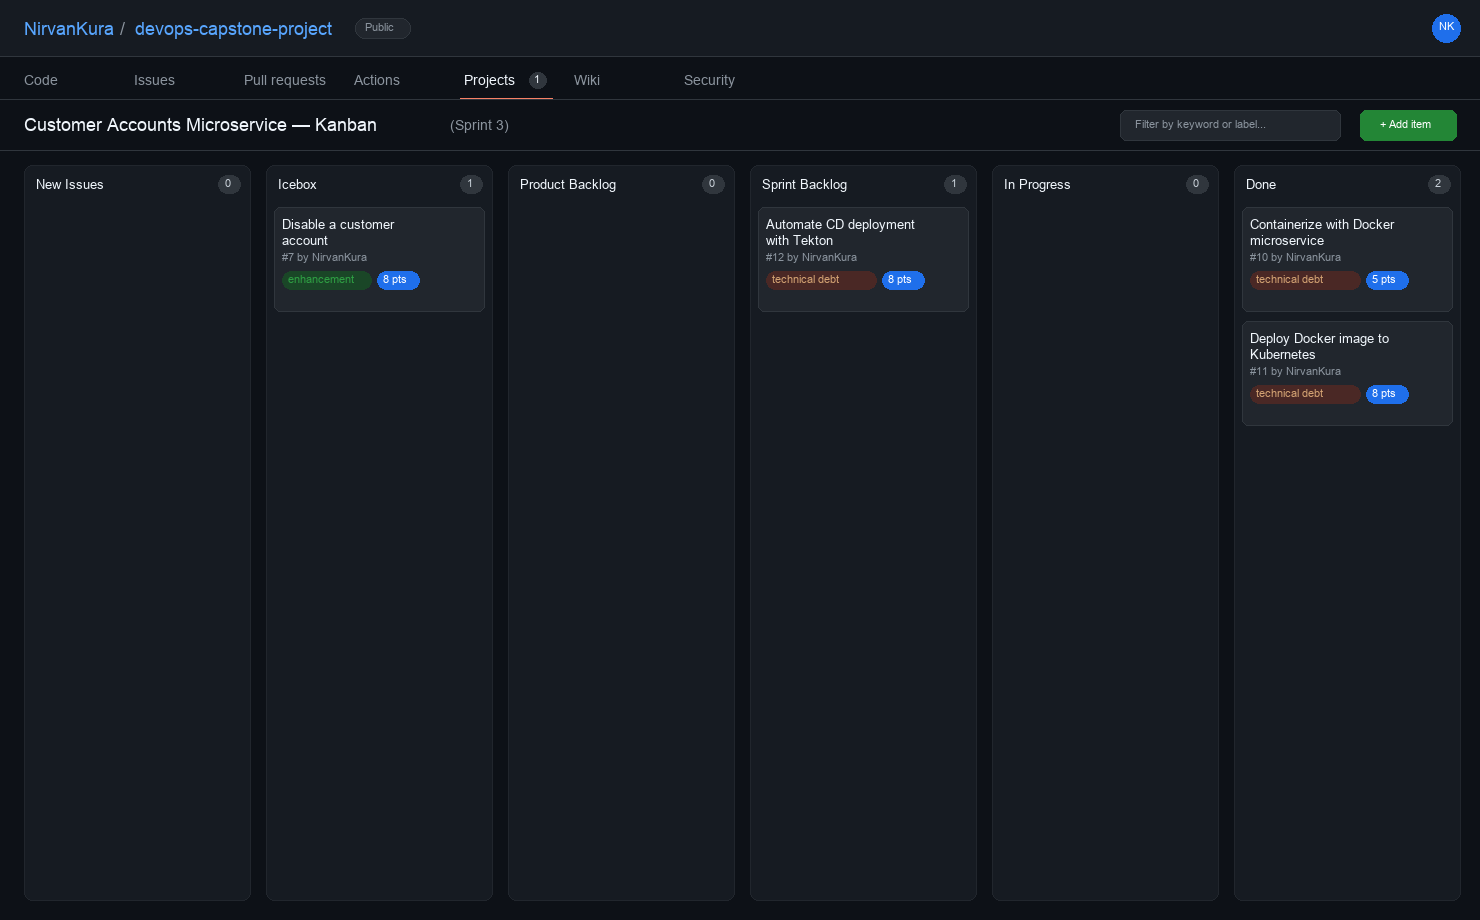 NirvanKura / devops-capstone-project Public NK
Code Issues Pull requests Actions Projects 1 Wiki Security
Customer Accounts Microservice — Kanban (Sprint 3) Filter by keyword or label... + Add item
New Issues 0
Icebox 1
Disable a customer
account
#7 by NirvanKura
enhancement 8 pts
Product Backlog 0
Sprint Backlog 1
Automate CD deployment
with Tekton
#12 by NirvanKura
technical debt 8 pts
In Progress 0
Done 2
Containerize with Docker
microservice
#10 by NirvanKura
technical debt 5 pts
Deploy Docker image to
Kubernetes
#11 by NirvanKura
technical debt 8 pts